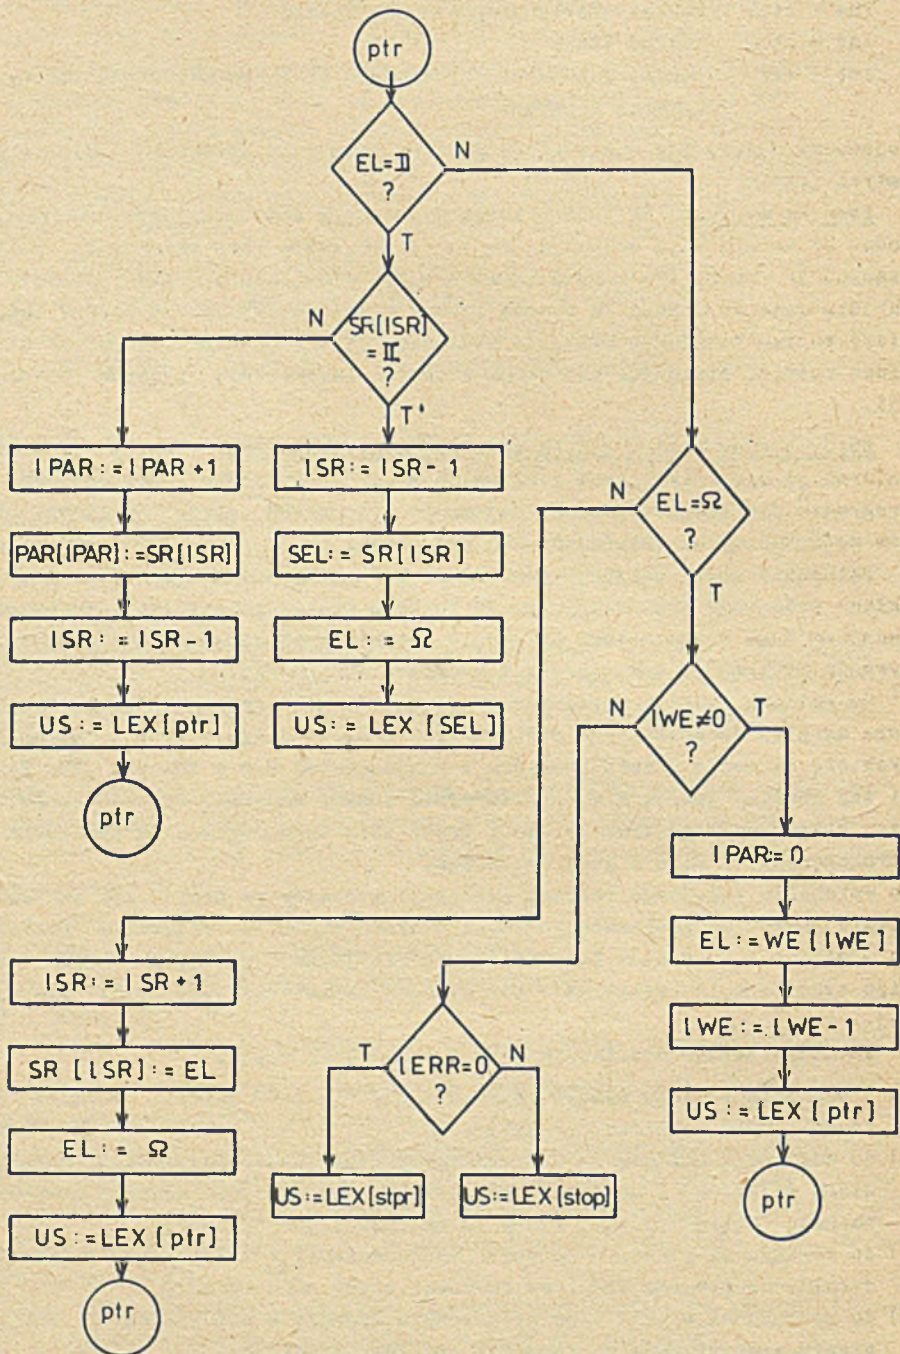 ptr
EL=𝕀
?
N
T
SR[ISR]
=
?
N
T'
IPAR:=IPAR+1
PAR[IPAR]:=SR[ISR]
ISR:=ISR-1
US:=LEX[ptr]
ptr
ISR:=ISR-1
SEL:=SR[ISR]
EL:=Ω
US:=LEX[SEL]
EL=Ω
?
N
T
IWE≠0
?
N
T
IPAR:=0
EL:=WE[IWE]
IWE:=IWE-1
US:=LEX[ptr]
ptr
ISR:=ISR+1
SR[ISR]:=EL
EL:=Ω
US:=LEX[ptr]
ptr
IERR=0
?
T
N
US:=LEX[stpr]
US:=LEX[stop]